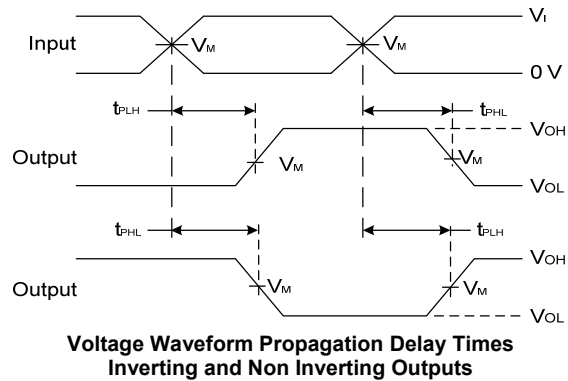 VI
Input VM VM
0 V
tPLH tPHL
VOH
Output VM VM
VOL
tPHL tPLH
VOH
Output VM VM
VOL
Voltage Waveform Propagation Delay Times
Inverting and Non Inverting Outputs